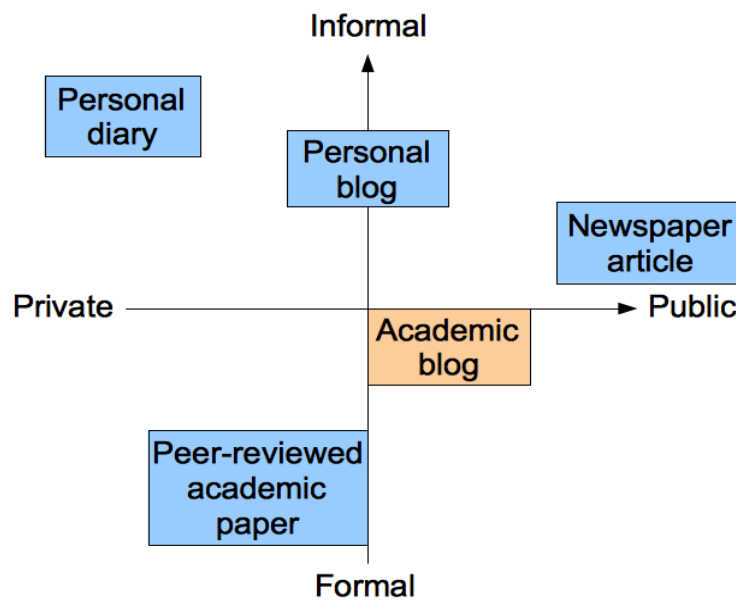 Informal
Personal
diary
Personal
blog
Newspaper
article
Private
Public
Academic
blog
Peer-reviewed
academic
paper
Formal